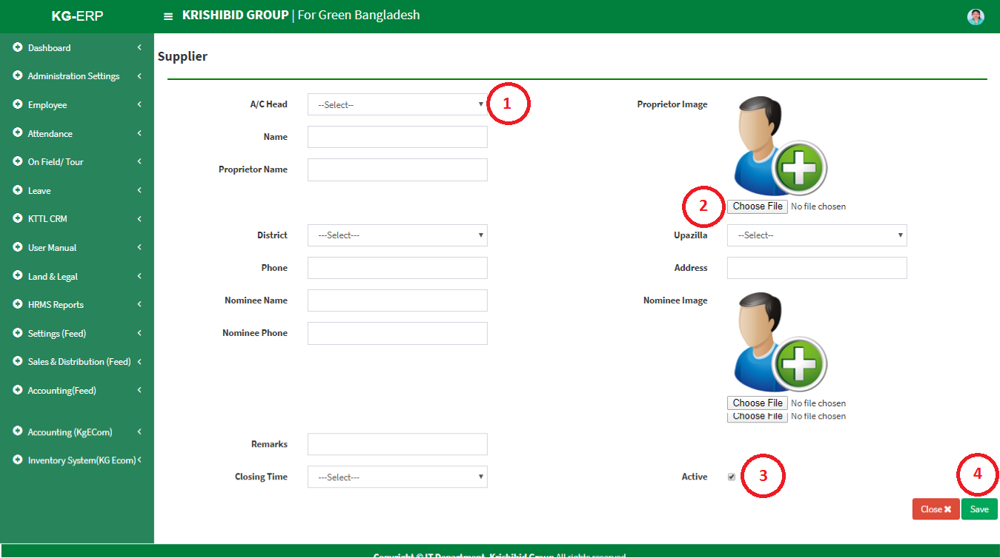 KG-ERP
KRISHIBID GROUP | For Green Bangladesh
Dashboard
Administration Settings
Employee
Attendance
On Field/ Tour
Leave
KTTL CRM
User Manual
Land & Legal
HRMS Reports
Settings (Feed)
Sales & Distribution (Feed)
Accounting(Feed)
Accounting (KgECom)
Inventory System(KG Ecom)
Supplier
A/C Head --Select-- 1 Proprietor Image
Name
Proprietor Name
2 Choose File No file chosen
District ---Select--- Upazilla --Select--
Phone Address
Nominee Name Nominee Image
Nominee Phone
Choose File No file chosen
Choose File No file chosen
Remarks
Closing Time ---Select--- Active 3 4
Close Save
Copyright © IT Department, Krishibid Group All rights reserved